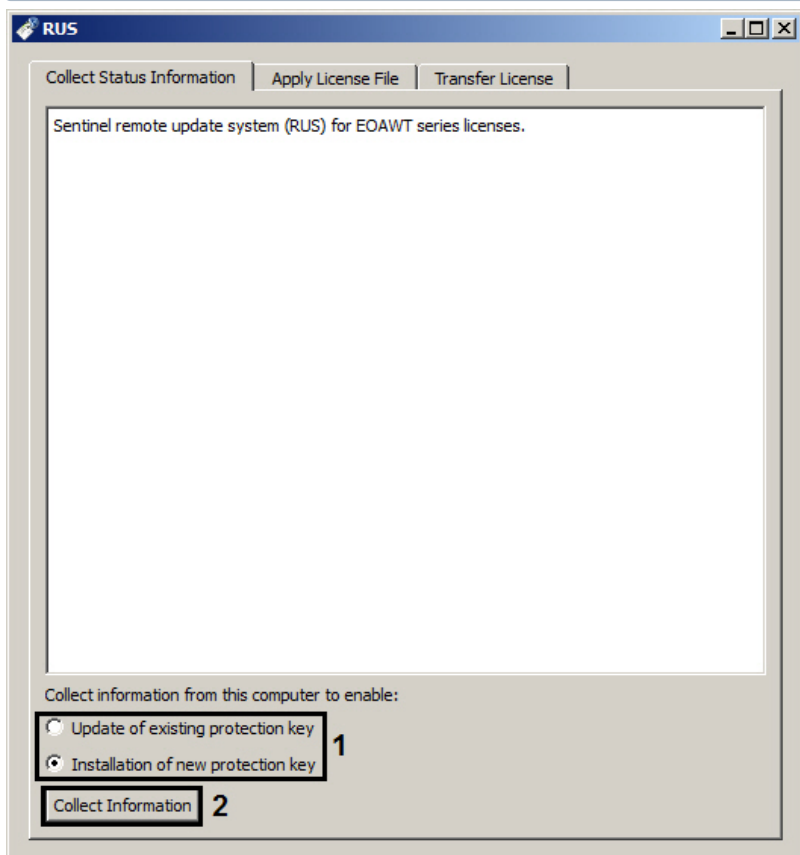 RUS
Collect Status Information Apply License File Transfer License
Sentinel remote update system (RUS) for EOAWT series licenses.
Collect information from this computer to enable:
Update of existing protection key
Installation of new protection key
1
Collect Information 2